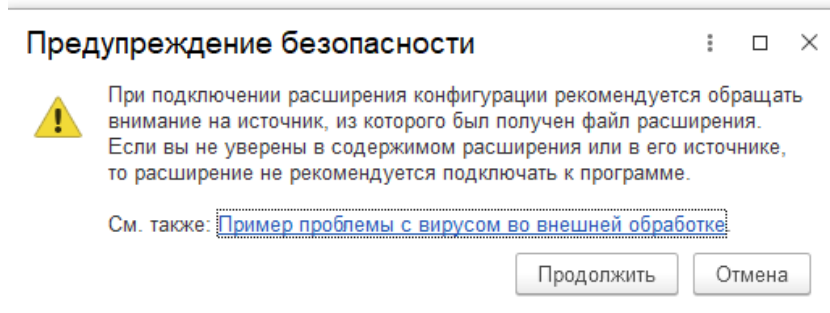 Предупреждение безопасности
При подключении расширения конфигурации рекомендуется обращать
внимание на источник, из которого был получен файл расширения.
Если вы не уверены в содержимом расширения или в его источнике,
то расширение не рекомендуется подключать к программе.
См. также: Пример проблемы с вирусом во внешней обработке.
Продолжить Отмена